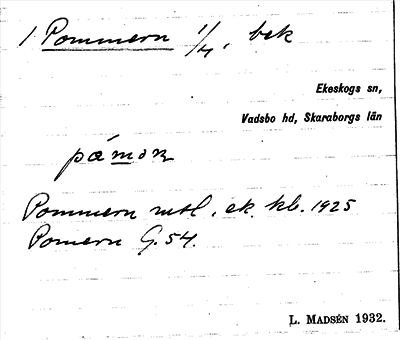 1 Pommern 1/4, bek
Ekeskogs sn,
Vadsbo hd, Skaraborgs län
pǽmorn
Pommern mtl, ek. kb. 1925
Pomern G. 54.
L. MADSÉN 1932.